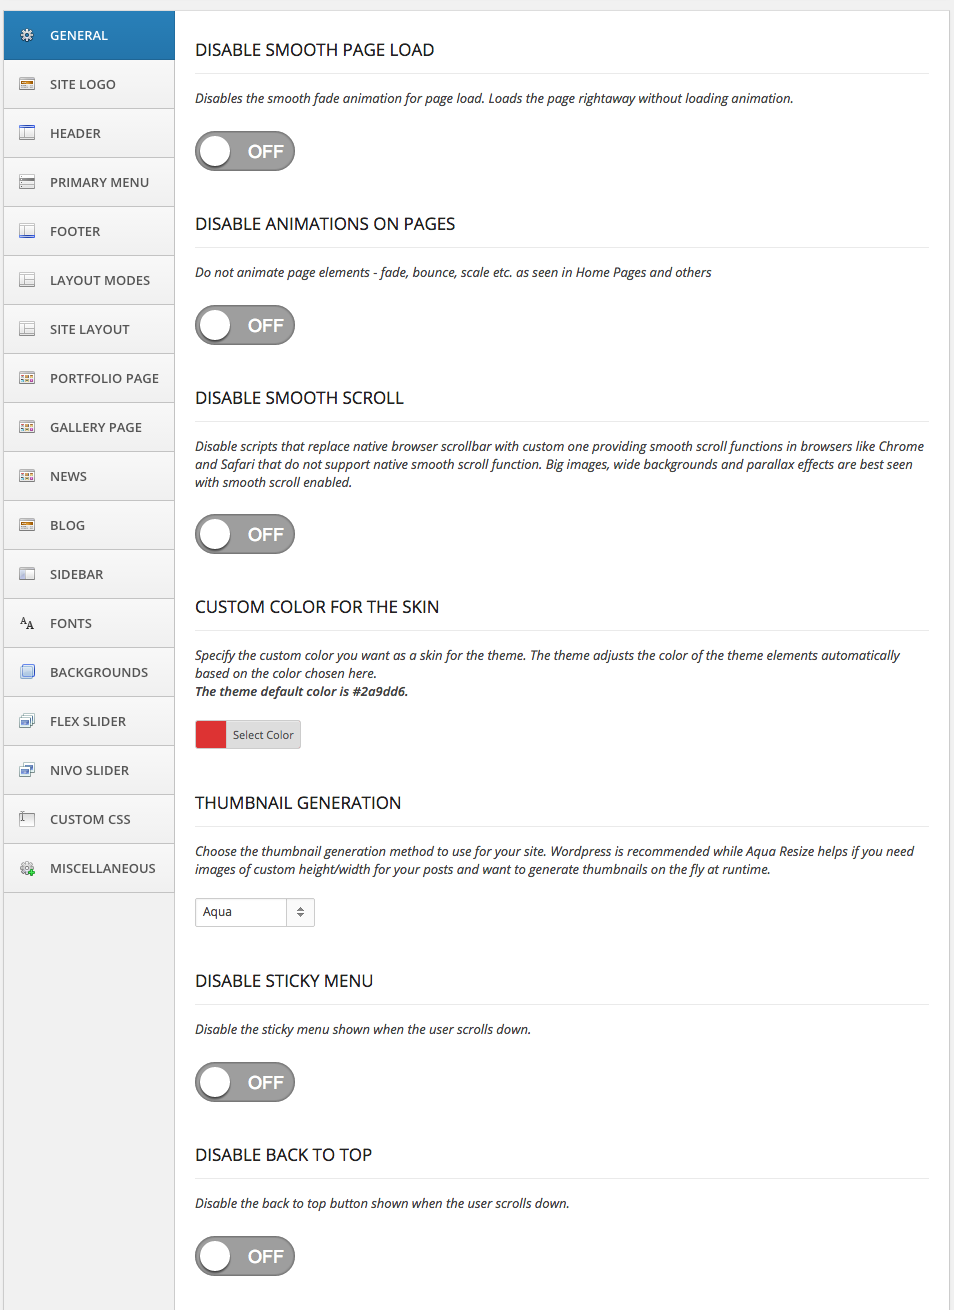 GENERAL
SITE LOGO
HEADER
PRIMARY MENU
FOOTER
LAYOUT MODES
SITE LAYOUT
PORTFOLIO PAGE
GALLERY PAGE
NEWS
BLOG
SIDEBAR
FONTS
BACKGROUNDS
FLEX SLIDER
NIVO SLIDER
CUSTOM CSS
MISCELLANEOUS
DISABLE SMOOTH PAGE LOAD
Disables the smooth fade animation for page load. Loads the page rightaway without loading animation.
OFF
DISABLE ANIMATIONS ON PAGES
Do not animate page elements - fade, bounce, scale etc. as seen in Home Pages and others
OFF
DISABLE SMOOTH SCROLL
Disable scripts that replace native browser scrollbar with custom one providing smooth scroll functions in browsers like Chrome
and Safari that do not support native smooth scroll function. Big images, wide backgrounds and parallax effects are best seen
with smooth scroll enabled.
OFF
CUSTOM COLOR FOR THE SKIN
Specify the custom color you want as a skin for the theme. The theme adjusts the color of the theme elements automatically
based on the color chosen here.
The theme default color is #2a9dd6.
Select Color
THUMBNAIL GENERATION
Choose the thumbnail generation method to use for your site. Wordpress is recommended while Aqua Resize helps if you need
images of custom height/width for your posts and want to generate thumbnails on the fly at runtime.
Aqua
DISABLE STICKY MENU
Disable the sticky menu shown when the user scrolls down.
OFF
DISABLE BACK TO TOP
Disable the back to top button shown when the user scrolls down.
OFF